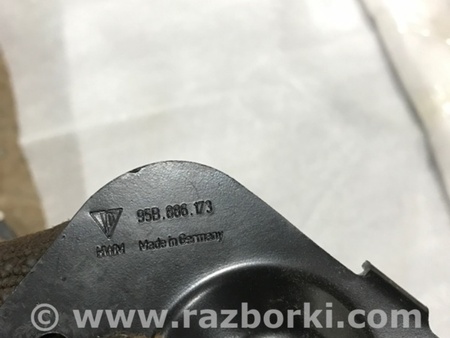 95B.886.173
HWM Made in Germany
© www.razborki.com